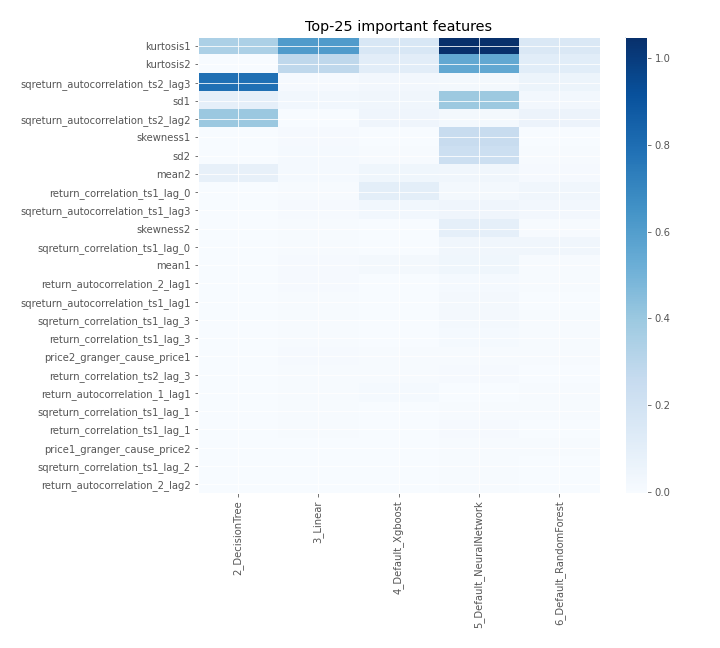 Top-25 important features
kurtosis1
kurtosis2
sqreturn_autocorrelation_ts2_lag3
sd1
sqreturn_autocorrelation_ts2_lag2
skewness1
sd2
mean2
return_correlation_ts1_lag_0
sqreturn_autocorrelation_ts1_lag3
skewness2
sqreturn_correlation_ts1_lag_0
mean1
return_autocorrelation_2_lag1
sqreturn_autocorrelation_ts1_lag1
sqreturn_correlation_ts1_lag_3
return_correlation_ts1_lag_3
price2_granger_cause_price1
return_correlation_ts2_lag_3
return_autocorrelation_1_lag1
sqreturn_correlation_ts1_lag_1
return_correlation_ts1_lag_1
price1_granger_cause_price2
sqreturn_correlation_ts1_lag_2
return_autocorrelation_2_lag2
2_DecisionTree
3_Linear
4_Default_Xgboost
5_Default_NeuralNetwork
6_Default_RandomForest
1.0
0.8
0.6
0.4
0.2
0.0